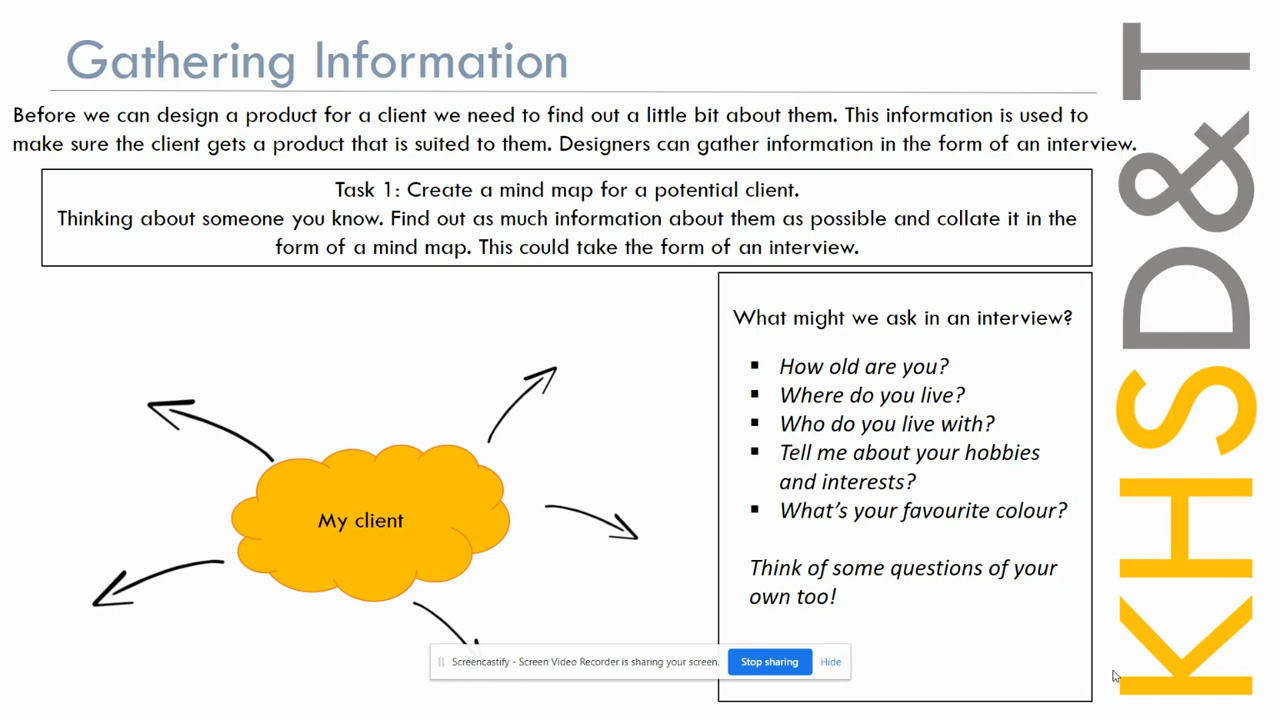 Gathering Information
Before we can design a product for a client we need to find out a little bit about them. This information is used to
make sure the client gets a product that is suited to them. Designers can gather information in the form of an interview.
Task 1: Create a mind map for a potential client.
Thinking about someone you know. Find out as much information about them as possible and collate it in the
form of a mind map. This could take the form of an interview.
What might we ask in an interview?
▪ How old are you?
▪ Where do you live?
▪ Who do you live with?
▪ Tell me about your hobbies
and interests?
▪ What's your favourite colour?
Think of some questions of your
own too!
My client
Screencastify - Screen Video Recorder is sharing your screen.
Stop sharing
Hide
KHSD&T